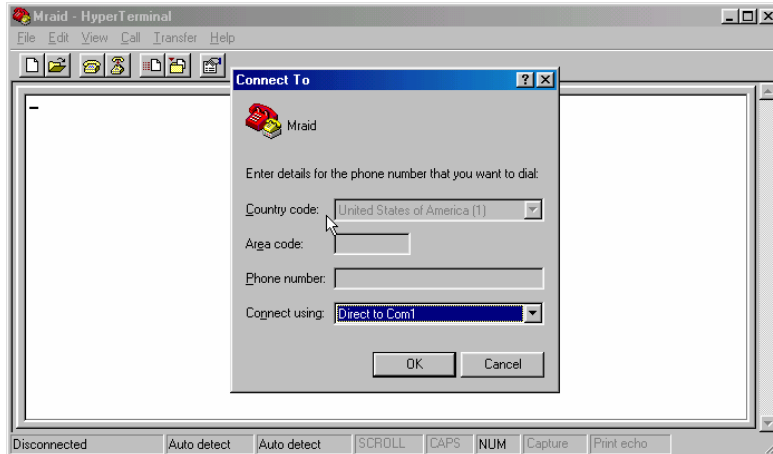 Mraid - HyperTerminal
File Edit View Call Transfer Help
Connect To
Mraid
Enter details for the phone number that you want to dial:
Country code: United States of America (1)
Area code:
Phone number:
Connect using: Direct to Com1
OK Cancel
Disconnected Auto detect Auto detect SCROLL CAPS NUM Capture Print echo